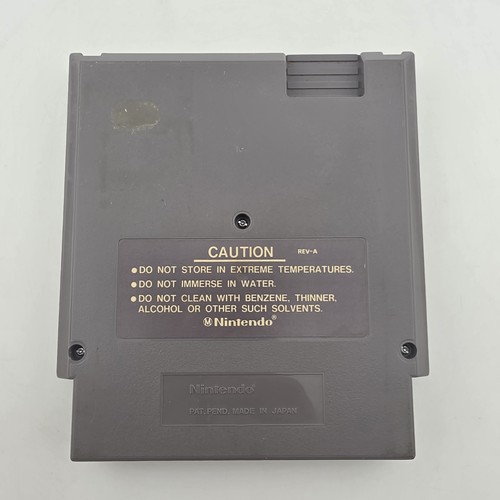 CAUTION REV-A
● DO NOT STORE IN EXTREME TEMPERATURES.
● DO NOT IMMERSE IN WATER.
● DO NOT CLEAN WITH BENZENE, THINNER,
ALCOHOL OR OTHER SUCH SOLVENTS.
Ⓜ Nintendo®
Nintendo®
PAT. PEND. MADE IN JAPAN